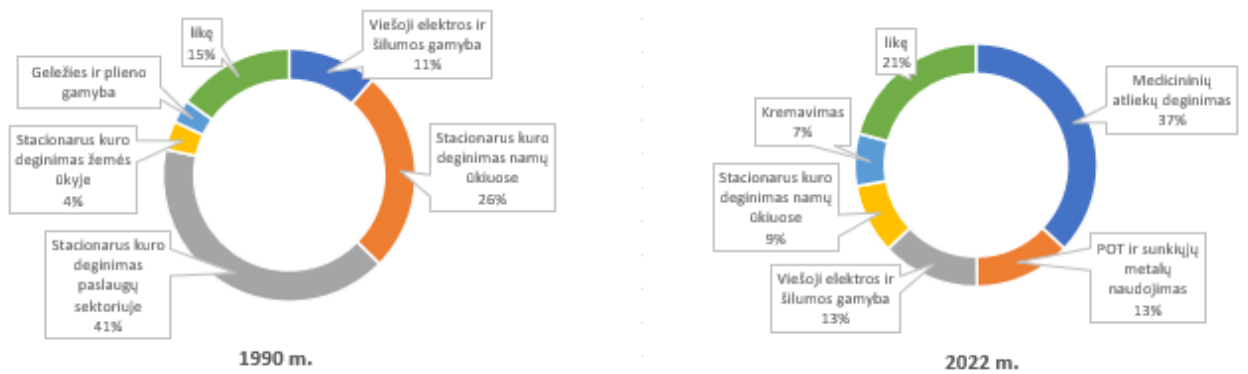 likę
15%
Viešoji elektros ir
šilumos gamyba
11%
Geležies ir plieno
gamyba
Stacionarus kuro
deginimas žemės
ūkyje
4%
Stacionarus kuro
deginimas namų
ūkiuose
26%
Stacionarus kuro
deginimas
paslaugų
sektoriuje
41%
1990 m.
likę
21%
Medicininių
atliekų deginimas
37%
Kremavimas
7%
Stacionarus kuro
deginimas namų
ūkiuose
9%
Viešoji elektros ir
šilumos gamyba
13%
POT ir sunkiųjų
metalų
naudojimas
13%
2022 m.